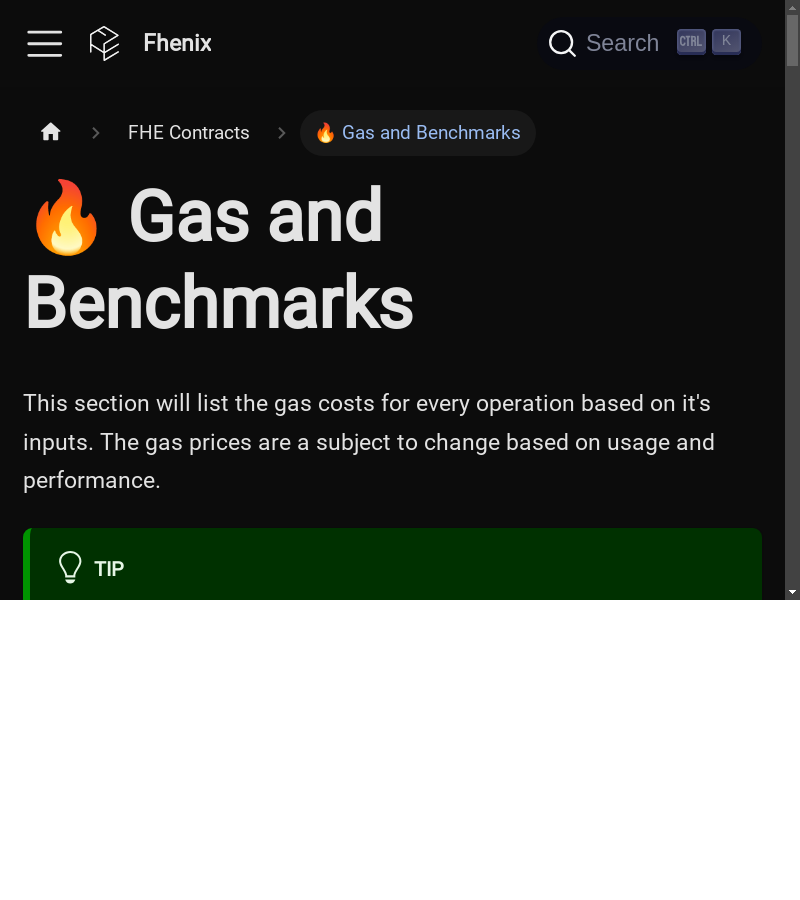 Fhenix
Search CTRL K
FHE Contracts 🔥 Gas and Benchmarks
🔥 Gas and
Benchmarks
This section will list the gas costs for every operation based on it's
inputs. The gas prices are a subject to change based on usage and
performance.
TIP